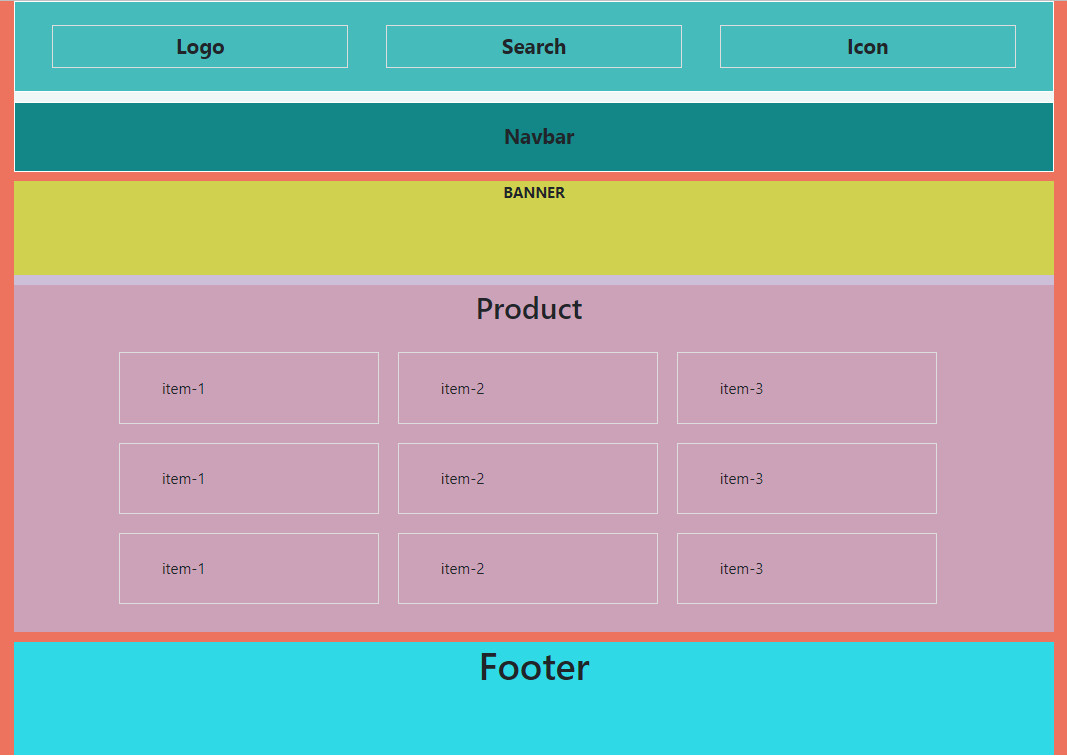 Logo Search Icon
Navbar
BANNER
Product
item-1 item-2 item-3
item-1 item-2 item-3
item-1 item-2 item-3
Footer